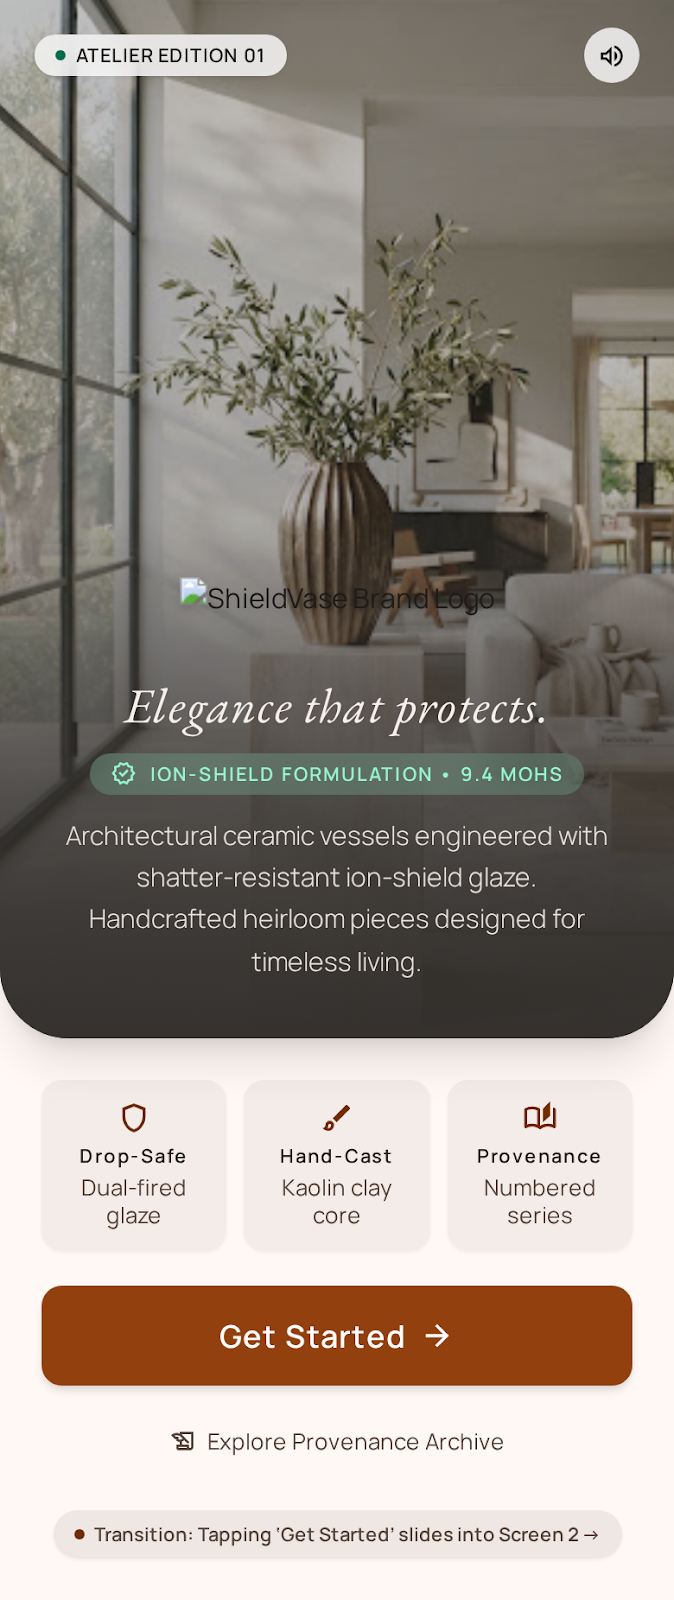 ATELIER EDITION 01
ShieldVase Brand Logo
Elegance that protects.
ION-SHIELD FORMULATION • 9.4 MOHS
Architectural ceramic vessels engineered with
shatter-resistant ion-shield glaze.
Handcrafted heirloom pieces designed for
timeless living.
Drop-Safe
Dual-fired
glaze
Hand-Cast
Kaolin clay
core
Provenance
Numbered
series
Get Started →
Explore Provenance Archive
Transition: Tapping ‘Get Started’ slides into Screen 2 →